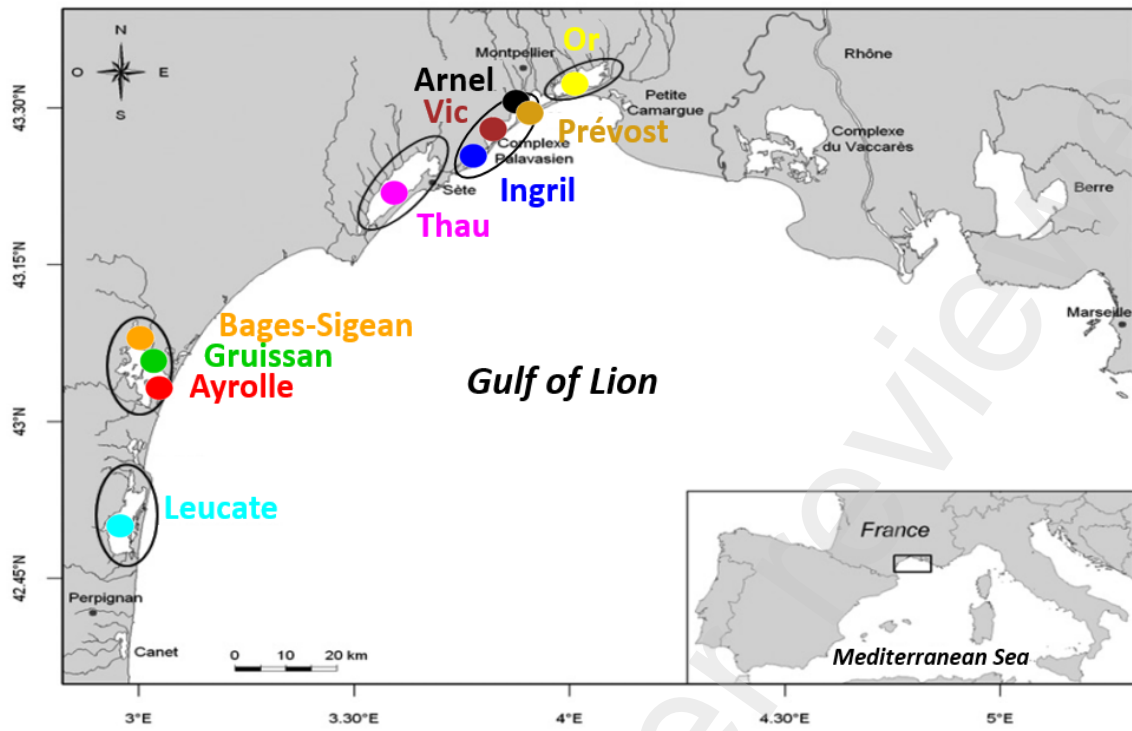 N
O
E
S
Montpellier
Or
Rhône
Arnel
Petite
Camargue
Vic
Prévost
Complexe
Palavasien
Complexe
du Vaccarès
Ingril
Sète
Berre
Thau
Marseille
Bages-Sigean
Gruissan
Ayrolle
Gulf of Lion
Leucate
Perpignan
Canet
0 10 20 km
France
Mediterranean Sea
43.30°N
43.15°N
43°N
42.45°N
3°E
3.30°E
4°E
4.30°E
5°E
er reviewe